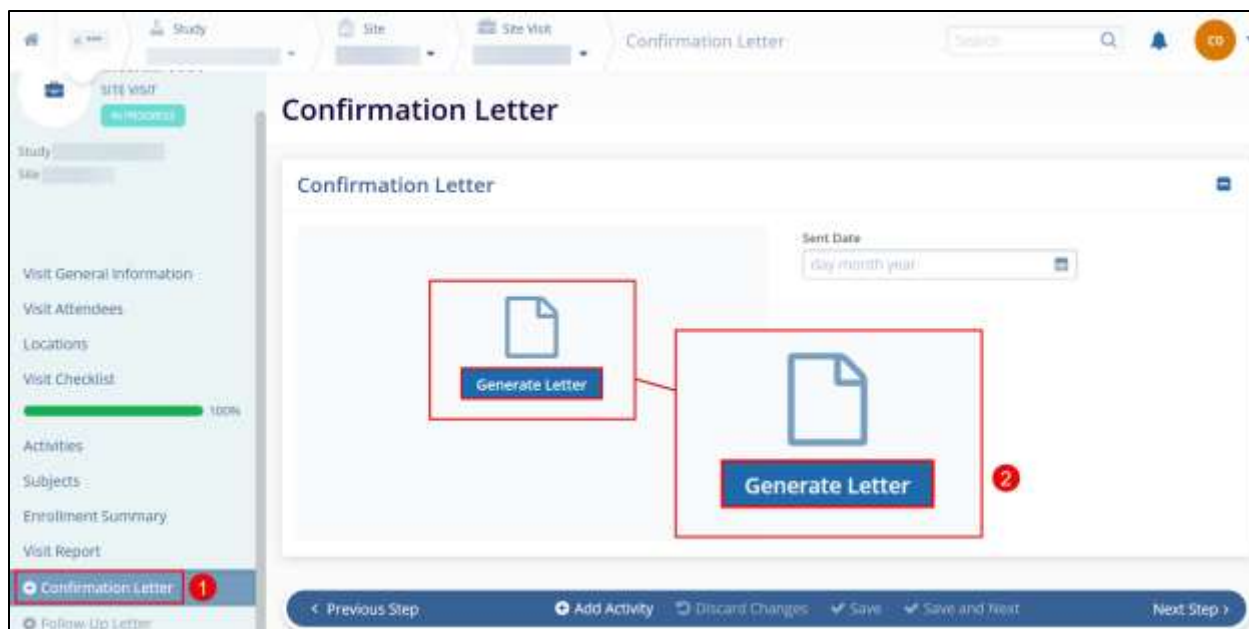 Study
Site
Site Visit
Confirmation Letter
Search
CD
SITE VISIT
IN PROGRESS
Study
Site
Confirmation Letter
Confirmation Letter
Sent Date
day month year
Visit General Information
Visit Attendees
Locations
Visit Checklist
100%
Activities
Subjects
Enrollment Summary
Visit Report
Confirmation Letter
1
Follow-Up Letter
Generate Letter
Generate Letter
2
Previous Step
Add Activity
Discard Changes
Save
Save and Next
Next Step